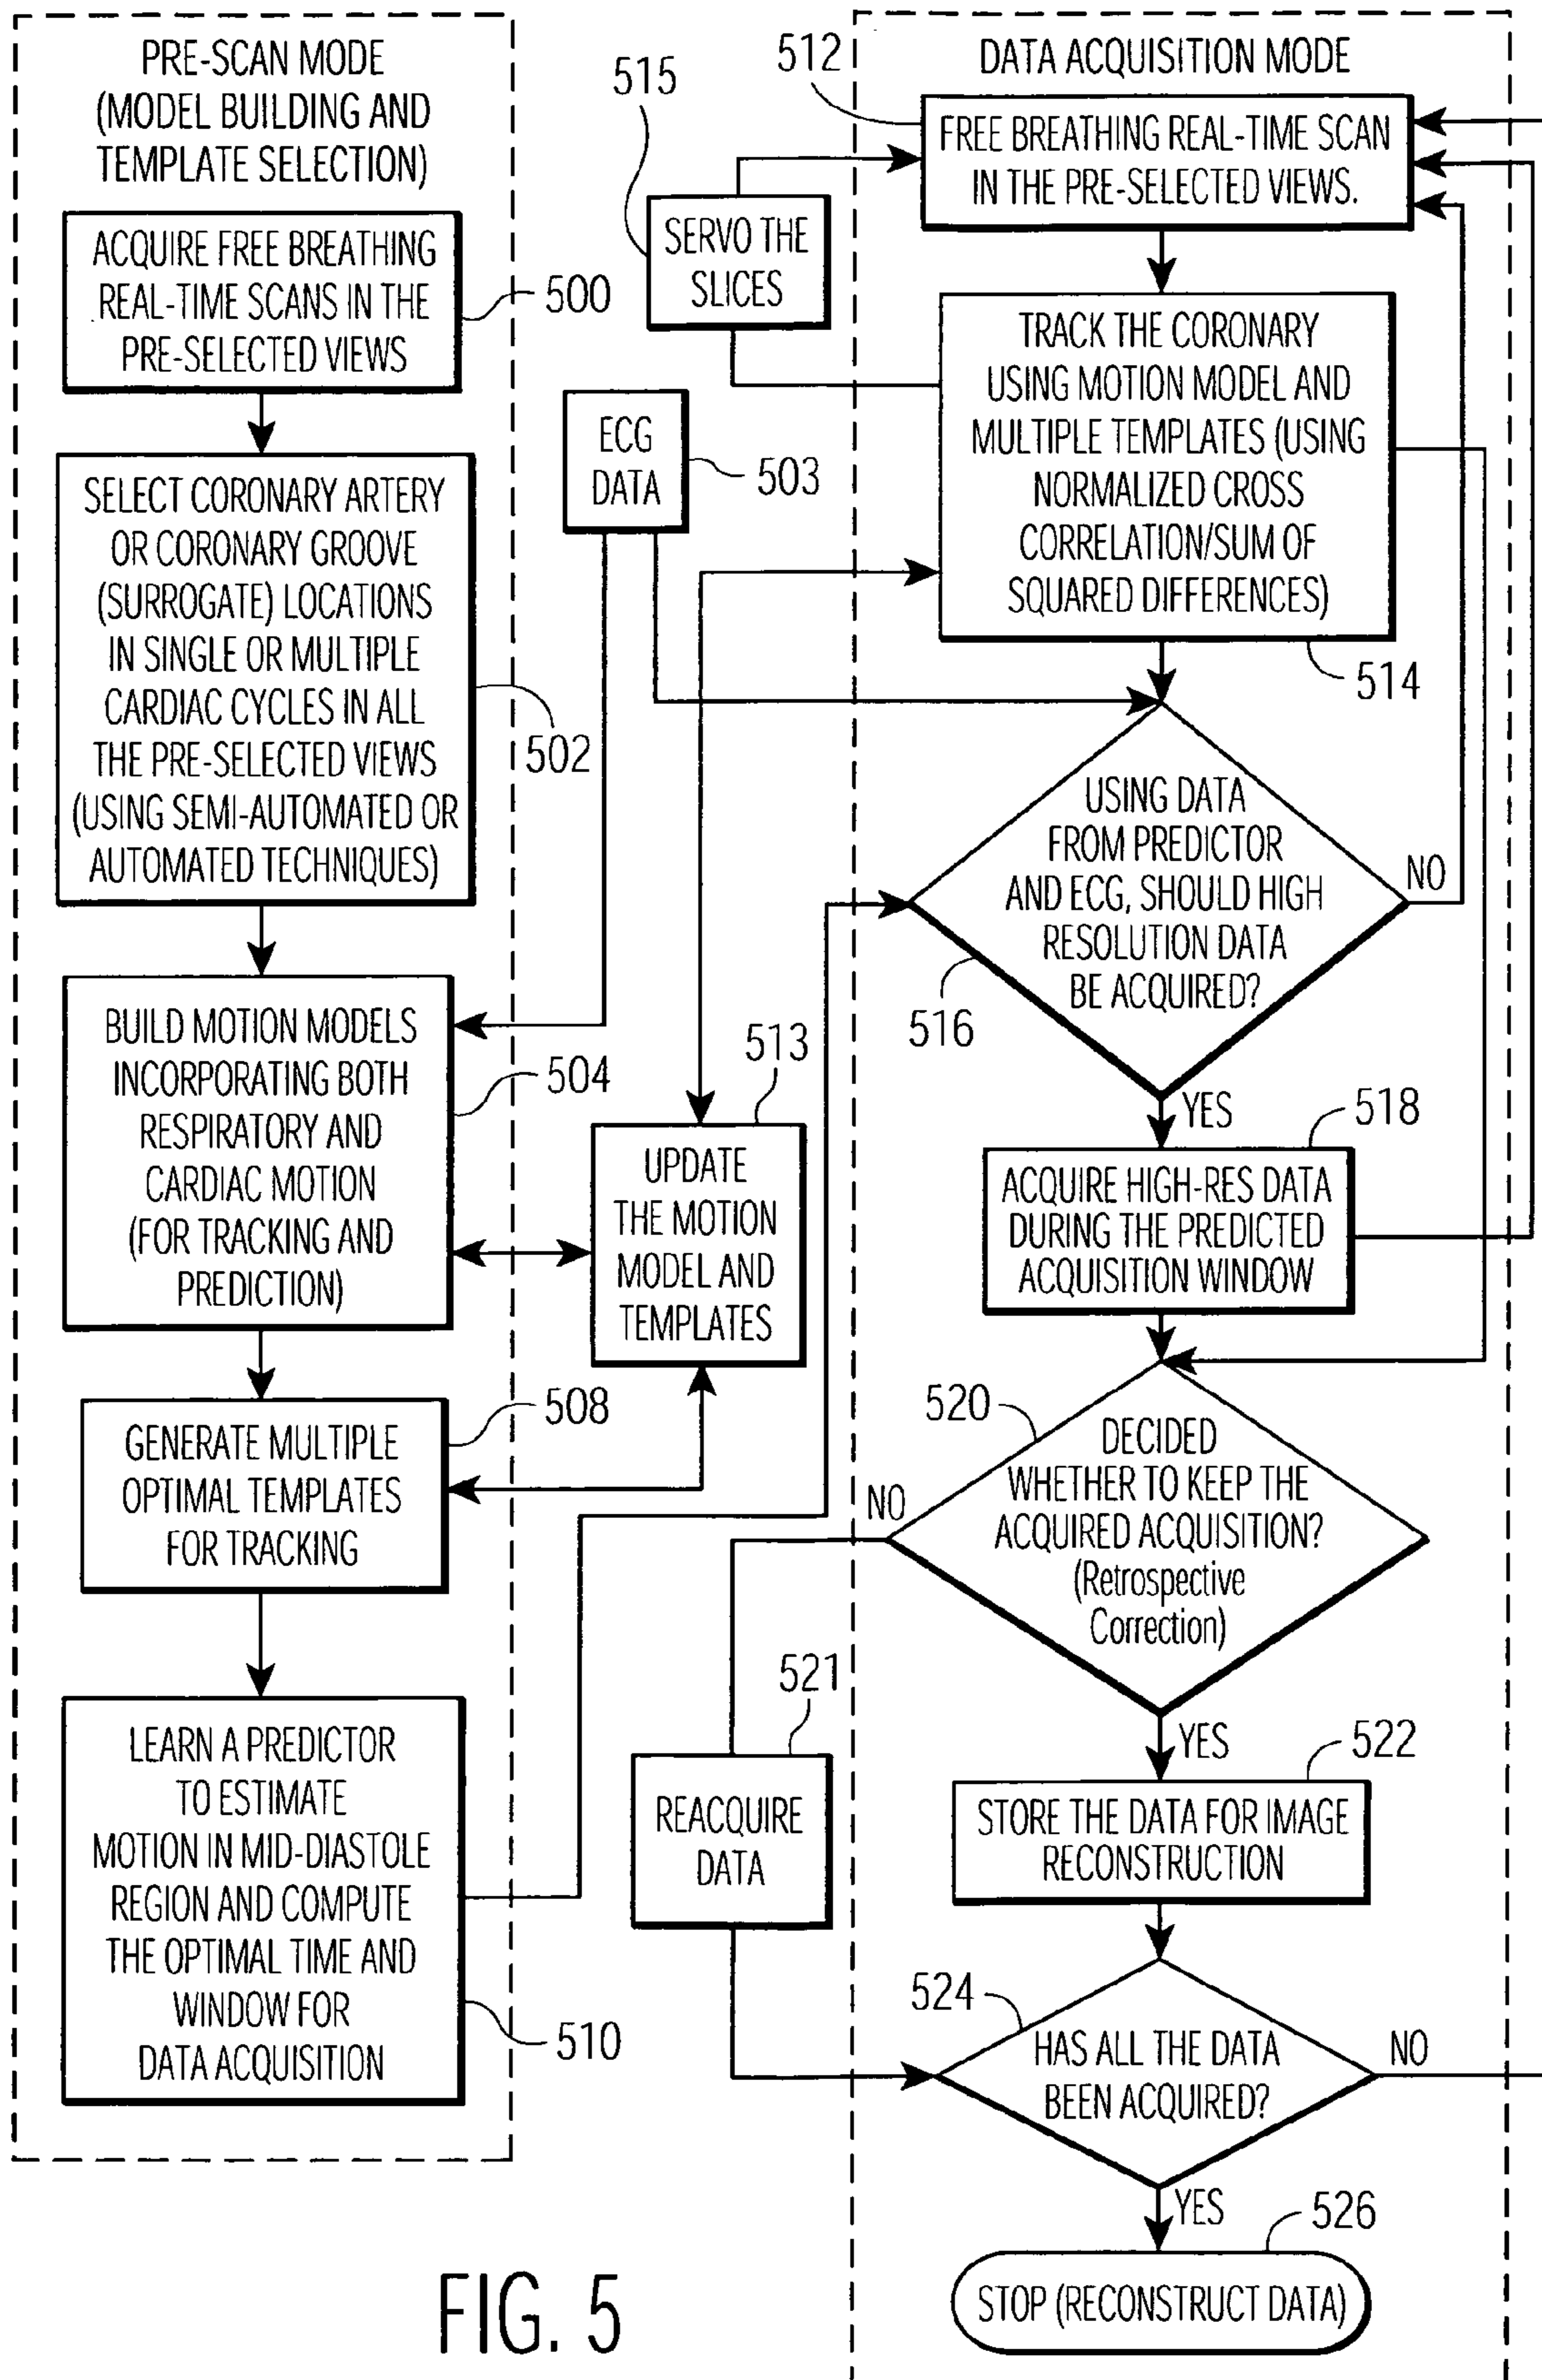 PRE-SCAN MODE
(MODEL BUILDING AND
TEMPLATE SELECTION)
ACQUIRE FREE BREATHING
REAL-TIME SCANS IN THE
PRE-SELECTED VIEWS
500
SELECT CORONARY ARTERY
OR CORONARY GROOVE
(SURROGATE) LOCATIONS
IN SINGLE OR MULTIPLE
CARDIAC CYCLES IN ALL
THE PRE-SELECTED VIEWS
(USING SEMI-AUTOMATED OR
AUTOMATED TECHNIQUES)
502
BUILD MOTION MODELS
INCORPORATING BOTH
RESPIRATORY AND
CARDIAC MOTION
(FOR TRACKING AND
PREDICTION)
504
GENERATE MULTIPLE
OPTIMAL TEMPLATES
FOR TRACKING
508
LEARN A PREDICTOR
TO ESTIMATE
MOTION IN MID-DIASTOLE
REGION AND COMPUTE
THE OPTIMAL TIME AND
WINDOW FOR
DATA ACQUISITION
510
515
SERVO THE
SLICES
ECG
DATA
503
513
UPDATE
THE MOTION
MODEL AND
TEMPLATES
521
REACQUIRE
DATA
DATA ACQUISITION MODE
512
FREE BREATHING REAL-TIME SCAN
IN THE PRE-SELECTED VIEWS.
TRACK THE CORONARY
USING MOTION MODEL AND
MULTIPLE TEMPLATES (USING
NORMALIZED CROSS
CORRELATION/SUM OF
SQUARED DIFFERENCES)
514
USING DATA
FROM PREDICTOR
AND ECG, SHOULD HIGH
RESOLUTION DATA
BE ACQUIRED?
NO
516
YES
518
ACQUIRE HIGH-RES DATA
DURING THE PREDICTED
ACQUISITION WINDOW
520
DECIDED
WHETHER TO KEEP THE
ACQUIRED ACQUISITION?
(Retrospective
Correction)
NO
YES
522
STORE THE DATA FOR IMAGE
RECONSTRUCTION
524
HAS ALL THE DATA
BEEN ACQUIRED?
NO
YES
526
STOP (RECONSTRUCT DATA)
FIG. 5